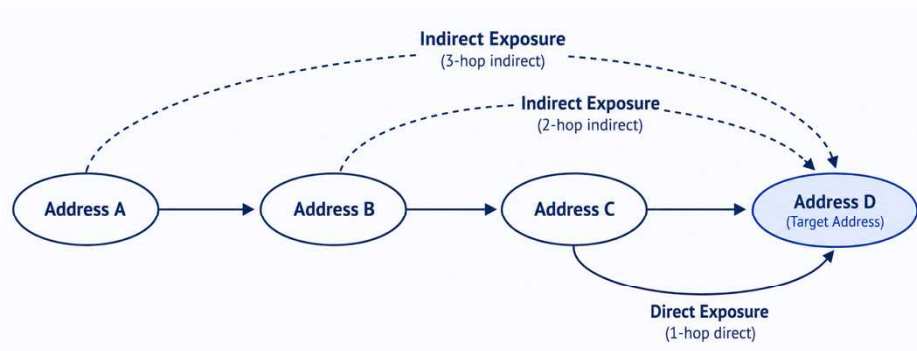 Indirect Exposure
(3-hop indirect)
Indirect Exposure
(2-hop indirect)
Address A
Address B
Address C
Address D
(Target Address)
Direct Exposure
(1-hop direct)